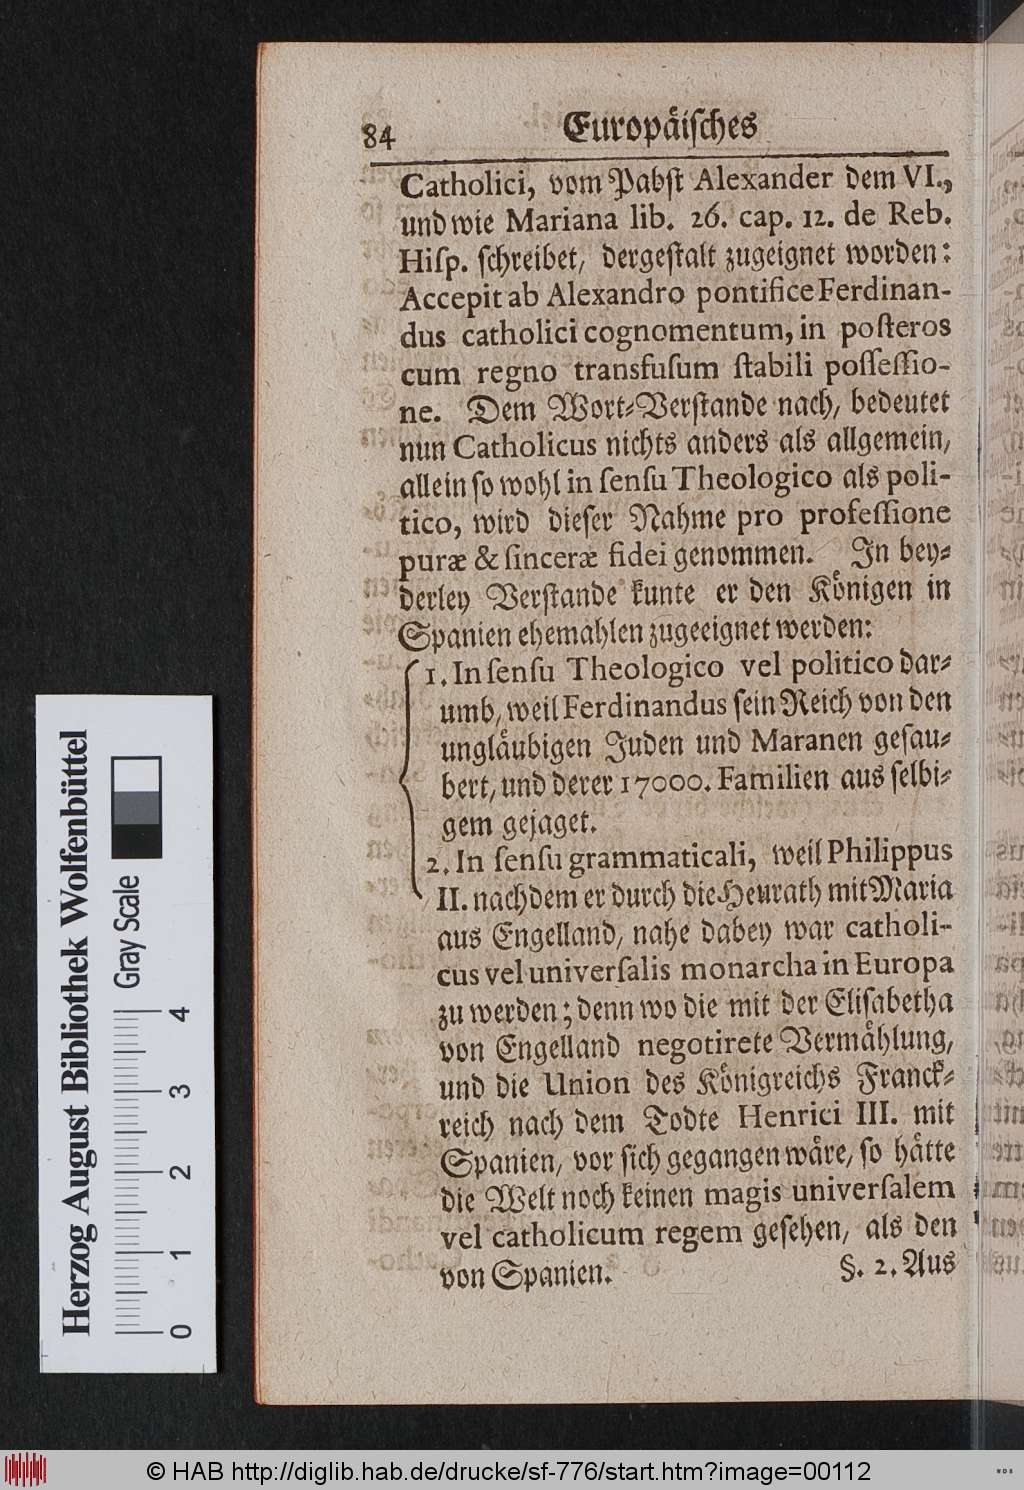 84 Europäisches
Catholici, vom Pabst Alexander dem VI.,
und wie Mariana lib. 26. cap. 12. de Reb.
Hiſp. ſchreibet, dergeſtalt zugeignet worden:
Accepit ab Alexandro pontifice Ferdinan-
dus catholici cognomentum, in poſteros
cum regno transfuſum ſtabili poſſeſſio-
ne. Dem Wort-Verſtande nach, bedeutet
nun Catholicus nichts anders als allgemein,
allein ſo wohl in ſenſu Theologico als poli-
tico, wird dieſer Nahme pro profeſſione
puræ & ſinceræ fidei genommen. In bey-
derley Verſtande kunte er den Königen in
Spanien ehemahlen zugeeignet werden:
1. In ſenſu Theologico vel politico dar-
umb, weil Ferdinandus ſein Reich von den
ungläubigen Juden und Maranen geſau-
bert, und derer 17000. Familien aus ſelbi-
gem gejaget.
2. In ſenſu grammaticali, weil Philippus
II. nachdem er durch die Heurath mit Maria
aus Engelland, nahe dabey war catholi-
cus vel univerſalis monarcha in Europa
zu werden; denn wo die mit der Eliſabetha
von Engelland negotirete Vermählung,
und die Union des Königreichs Franck-
reich nach dem Todte Henrici III. mit
Spanien, vor ſich gegangen wäre, ſo hätte
die Welt noch keinen magis univerſalem
vel catholicum regem geſehen, als den
von Spanien. §. 2. Aus
Herzog August Bibliothek Wolfenbüttel
Gray Scale
0 1 2 3 4
© HAB http://diglib.hab.de/drucke/sf-776/start.htm?image=00112